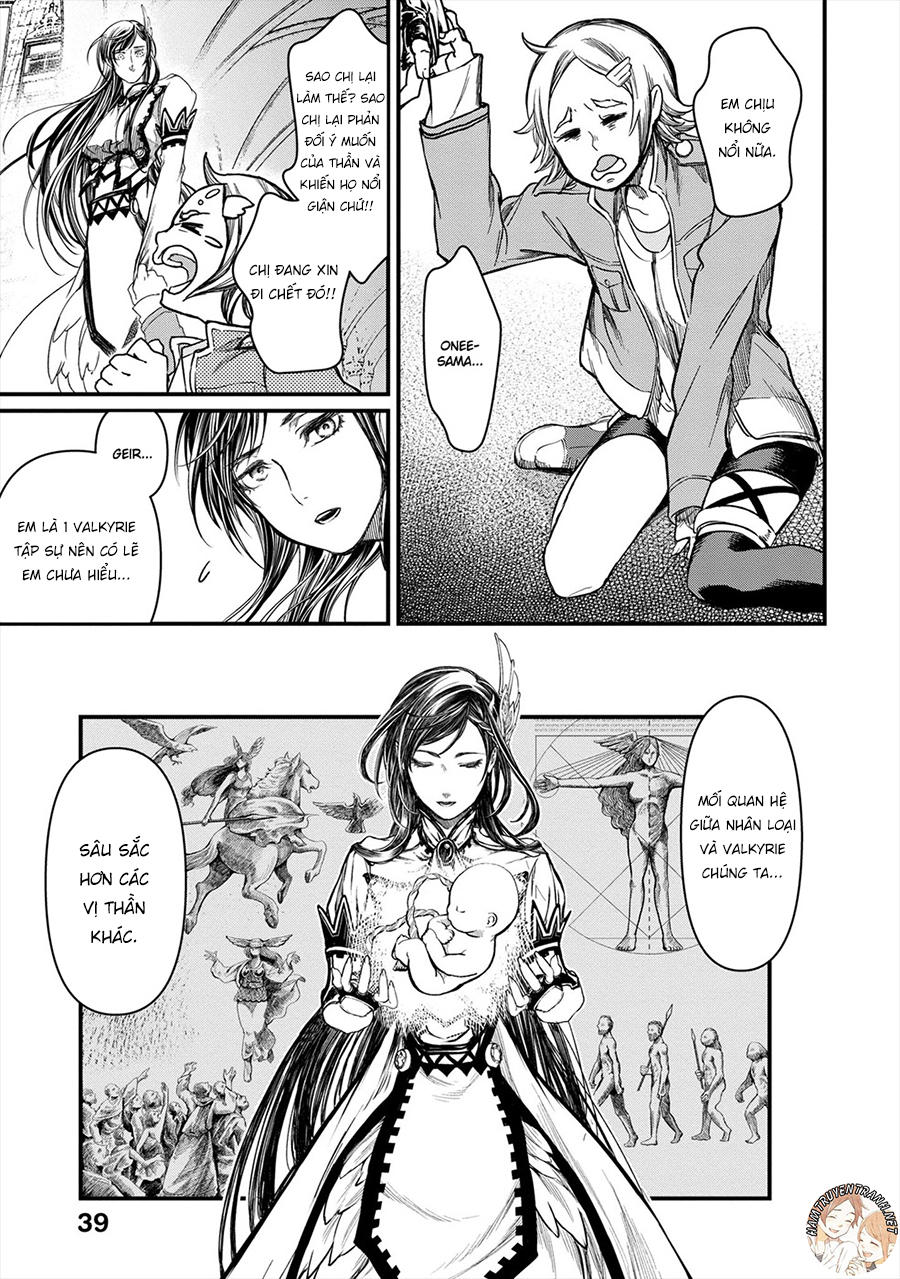 EM CHỊU
KHÔNG
NỔI NỮA.
ONEE-
SAMA...
SAO CHỊ LẠI
LÀM THẾ? SAO
CHỊ LẠI PHẢN
ĐỐI Ý MUỐN
CỦA THẦN VÀ
KHIẾN HỌ NỔI
GIẬN CHỨ!!
CHỊ ĐANG XIN
ĐI CHẾT ĐÓ!!
GEIR...
EM LÀ 1 VALKYRIE
TẬP SỰ NÊN CÓ LẼ
EM CHƯA HIỂU...
MỐI QUAN HỆ
GIỮA NHÂN LOẠI
VÀ VALKYRIE
CHÚNG TA...
SÂU SẮC
HƠN CÁC
VỊ THẦN
KHÁC.
39
HAMTRUYENTRANH.NET